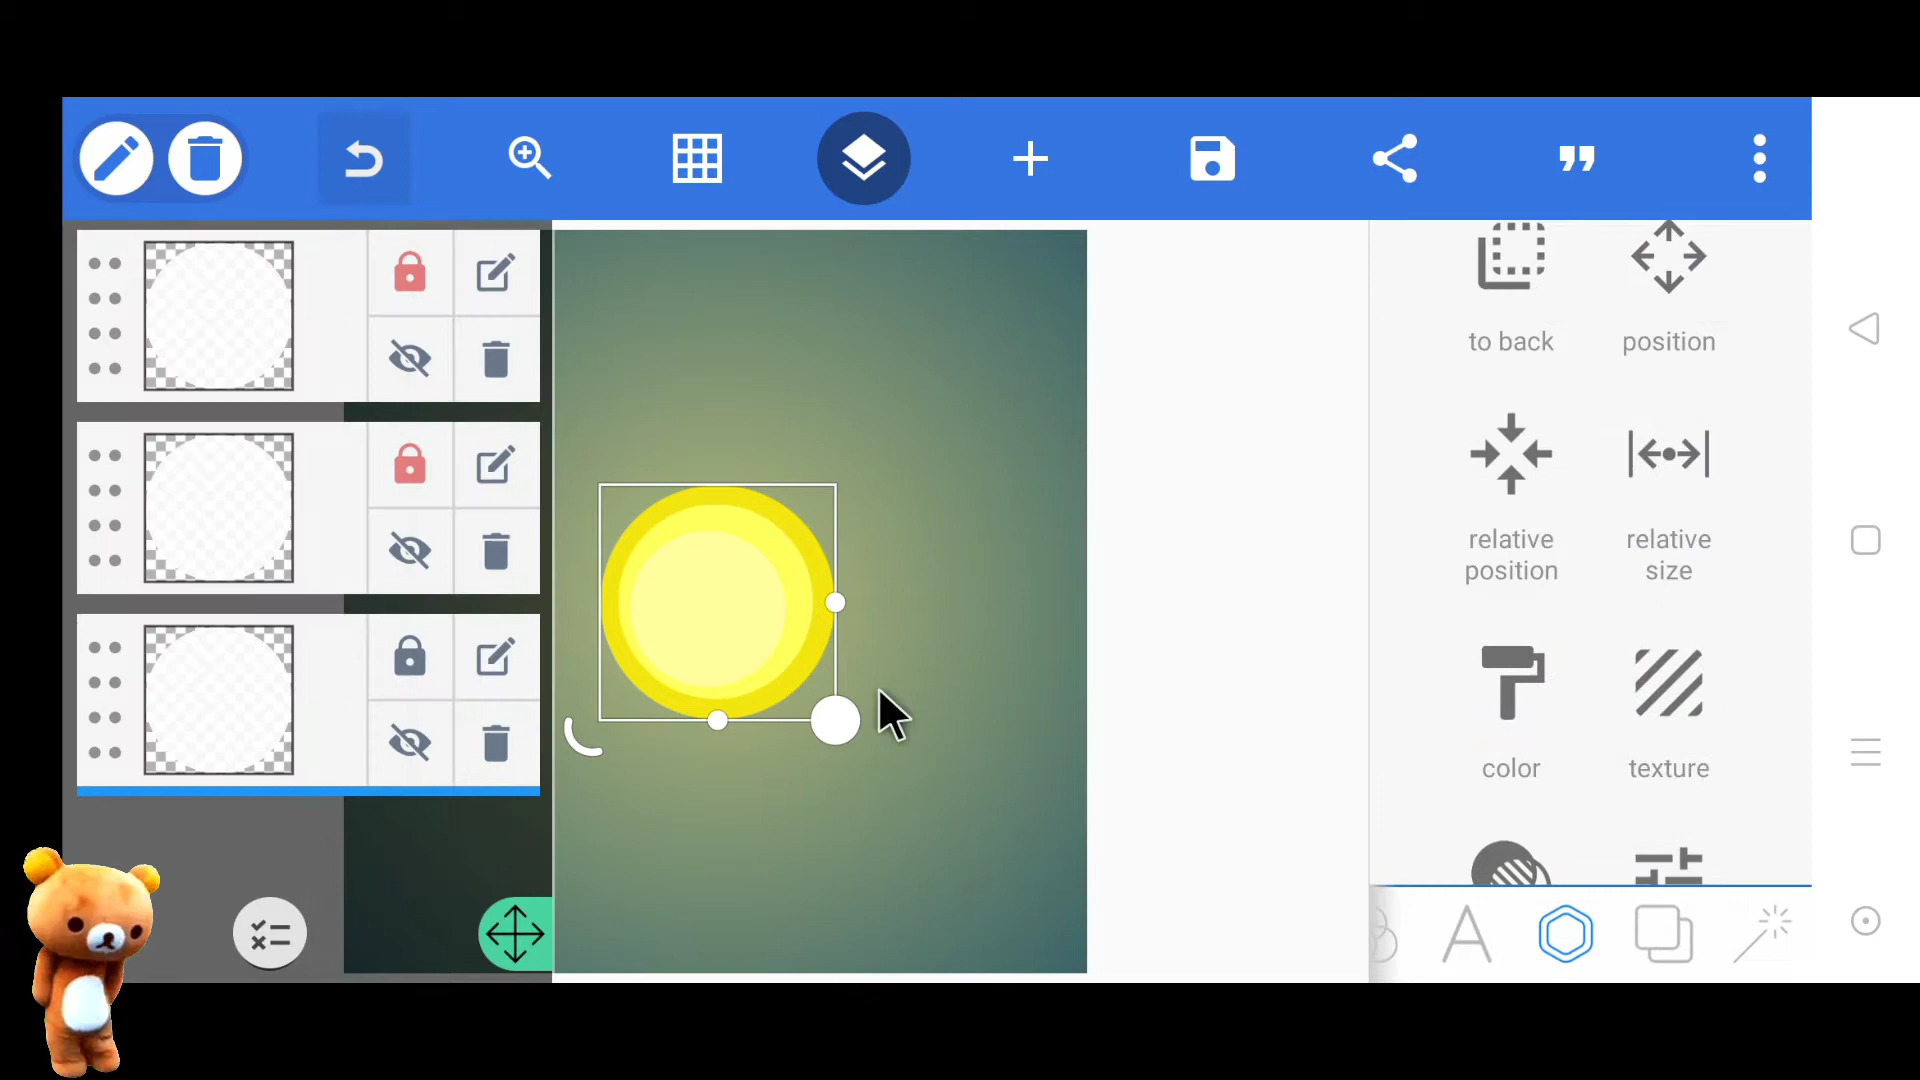 to back
position
relative
position
relative
size
color
texture